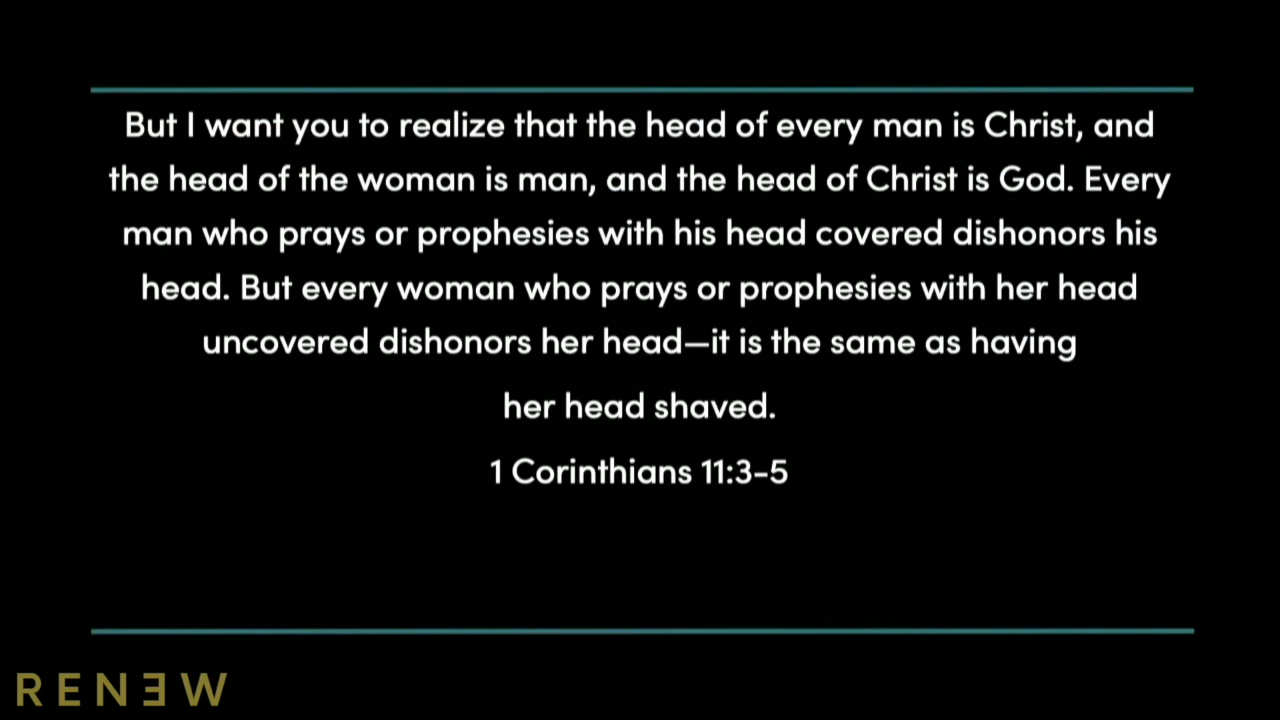 But I want you to realize that the head of every man is Christ, and
the head of the woman is man, and the head of Christ is God. Every
man who prays or prophesies with his head covered dishonors his
head. But every woman who prays or prophesies with her head
uncovered dishonors her head—it is the same as having
her head shaved.
1 Corinthians 11:3-5
RENƎW